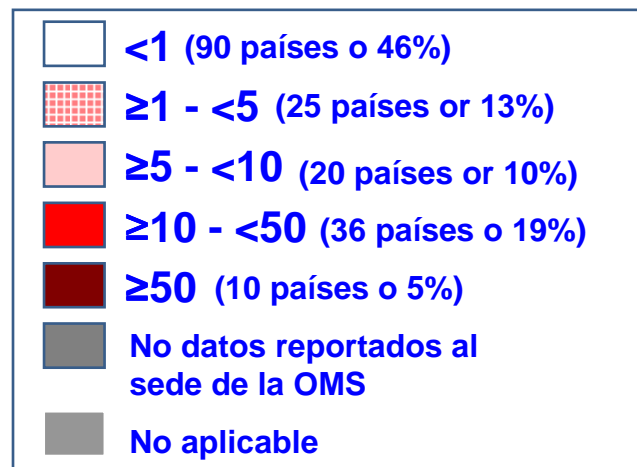 <1 (90 países o 46%)
≥1 - <5 (25 países or 13%)
≥5 - <10 (20 países or 10%)
≥10 - <50 (36 países o 19%)
≥50 (10 países o 5%)
No datos reportados al
sede de la OMS
No aplicable